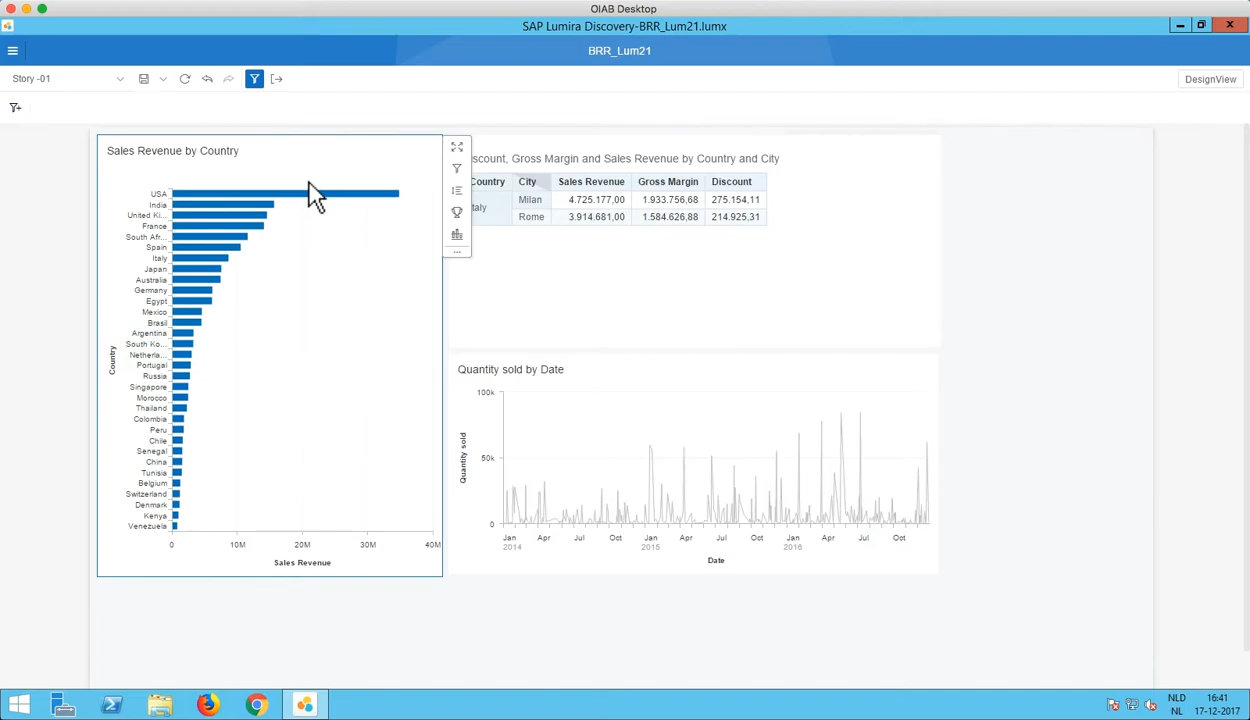 OIAB Desktop
SAP Lumira Discovery-BRR_Lum21.lumx
BRR_Lum21
Story -01
DesignView
Sales Revenue by Country
USA
India
United Ki...
France
South Afr...
Spain
Italy
Japan
Australia
Germany
Egypt
Mexico
Brasil
Argentina
South Ko...
Netherla...
Portugal
Russia
Singapore
Morocco
Thailand
Colombia
Peru
Chile
Senegal
China
Tunisia
Belgium
Switzerland
Denmark
Kenya
Venezuela
Country
0 10M 20M 30M 40M
Sales Revenue
scount, Gross Margin and Sales Revenue by Country and City
Country City Sales Revenue Gross Margin Discount
taly Milan 4.725.177,00 1.933.756,68 275.154,11
Rome 3.914.681,00 1.584.626,88 214.925,31
Quantity sold by Date
100k
50k
0
Quantity sold
Jan Apr Jul Oct Jan Apr Jul Oct Jan Apr Jul Oct
2014 2015 2016
Date
NLD 16:41
NL 17-12-2017